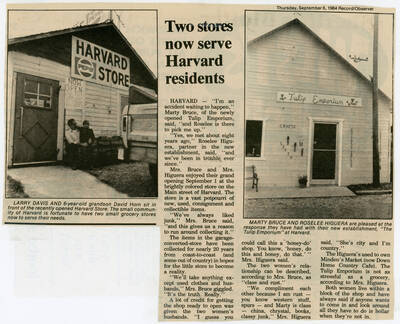 Thursday, September 6, 1984 Record/Observer
HARVARD
STORE
NOW
OPEN
Tulip Emporium
LARRY DAVIS AND 6-year-old grandson David Horn sit in
front of the recently opened Harvard Store. The small commun-
ity of Harvard is fortunate to have two small grocery stores
now to serve their needs.
Two stores
now serve
Harvard
residents
HARVARD — "I'm an
accident waiting to happen,"
Marty Bruce, of the newly
opened Tulip Emporium,
said, "and Roselee is there
to pick me up."
"Yes, we met about eight
years ago," Roselee Higu-
era, partner in the new
establishment, said, "and
we've been in trouble ever
since."
Mrs. Bruce and Mrs.
Higuera enjoyed their grand
opening September 1 at the
brightly colored store on the
Main street of Harvard. The
store is a vast potpourri of
new, used, consignment and
collectible items.
"We've always liked
junk," Mrs. Bruce said,
"and this gives us a reason
to run around collecting it."
The items in the garage-
converted-store have been
collected for nearly 20 years
from coast-to-coast (and
some out of country) in hopes
for the little store to become
a reality.
"We'll take anything ex-
cept used clothes and hus-
bands," Mrs. Bruce giggled.
"It's the truth. Really."
A lot of credit for getting
the shop ready to open was
given the two women's
husbands. "I guess you
MARTY BRUCE AND ROSELEE HIGUERA are pleased at the
response they have had with their new establishment, "The
Tulip Emporium" at Harvard.
could call this a 'honey-do'
shop. You know, honey, do
this and honey, do that."
Mrs. Higuera said.
The two women's rela-
tionship can be described,
according to Mrs. Bruce, as
"class and rust."
"We compliment each
other because I am rust —
you know western stuff,
spurs — and Marty is class
— china, chrystal, books,
classy junk," Mrs. Higuera
said, "She's city and I'm
country."
The Higuera's used to own
Minden's Market (now Down
Home Country Cafe). The
Tulip Emporium is not as
stressful as a grocery,
according to Mrs. Higuera.
Both women live within a
block of the shop and have
always said if anyone wants
to come in and look around
all they have to do is holler
when they're not in.